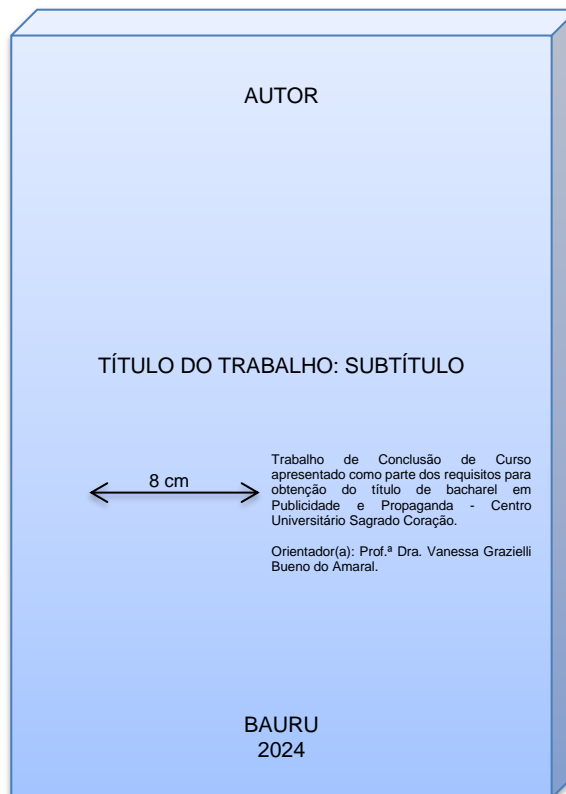 AUTOR
TÍTULO DO TRABALHO: SUBTÍTULO
8 cm
Trabalho de Conclusão de Curso
apresentado como parte dos requisitos para
obtenção do título de bacharel em
Publicidade e Propaganda - Centro
Universitário Sagrado Coração.
Orientador(a): Prof.ª Dra. Vanessa Grazielli
Bueno do Amaral.
BAURU
2024